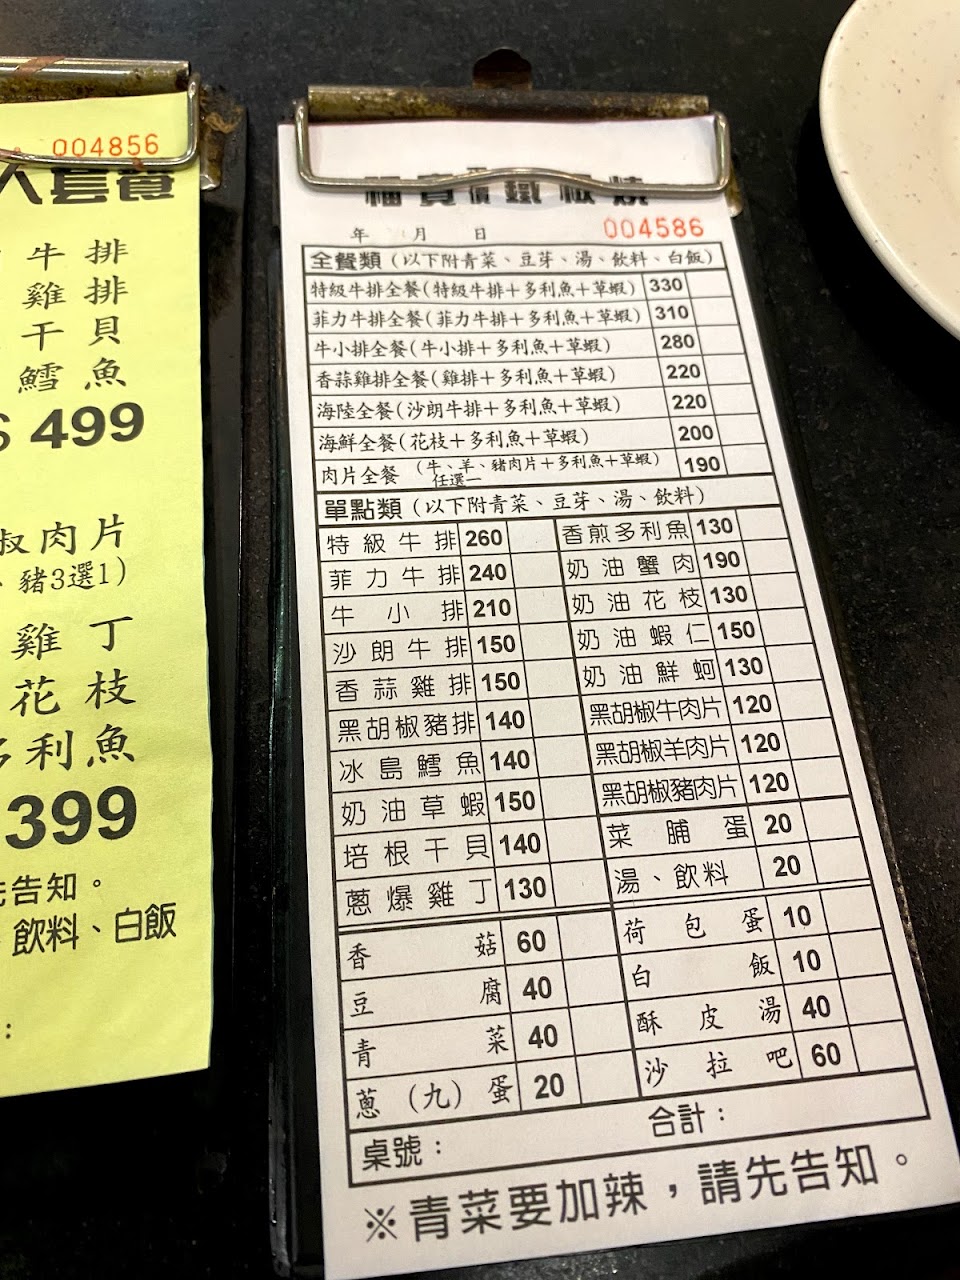 004856
人套餐
牛排
雞排
干貝
鱈魚
499
椒肉片
、豬3選1)
雞丁
花枝
多利魚
399
先告知。
飲料、白飯
:
福寶 價鐵板燒
年 月 日 004586
全餐類(以下附青菜、豆芽、湯、飲料、白飯)
特級牛排全餐(特級牛排+多利魚+草蝦) 330
菲力牛排全餐(菲力牛排+多利魚+草蝦) 310
牛小排全餐(牛小排+多利魚+草蝦) 280
香蒜雞排全餐(雞排+多利魚+草蝦) 220
海陸全餐(沙朗牛排+多利魚+草蝦) 220
海鮮全餐(花枝+多利魚+草蝦) 200
肉片全餐(牛、羊、豬肉片+多利魚+草蝦) 190
任選一
單點類(以下附青菜、豆芽、湯、飲料)
特級牛排 260 香煎多利魚 130
菲力牛排 240 奶油蟹肉 190
牛小排 210 奶油花枝 130
沙朗牛排 150 奶油蝦仁 150
香蒜雞排 150 奶油鮮蚵 130
黑胡椒豬排 140 黑胡椒牛肉片 120
冰島鱈魚 140 黑胡椒羊肉片 120
奶油草蝦 150 黑胡椒豬肉片 120
培根干貝 140 菜脯蛋 20
蔥爆雞丁 130 湯、飲料 20
香菇 60 荷包蛋 10
豆腐 40 白飯 10
青菜 40 酥皮湯 40
蔥(九)蛋 20 沙拉吧 60
桌號: 合計:
※青菜要加辣,請先告知。